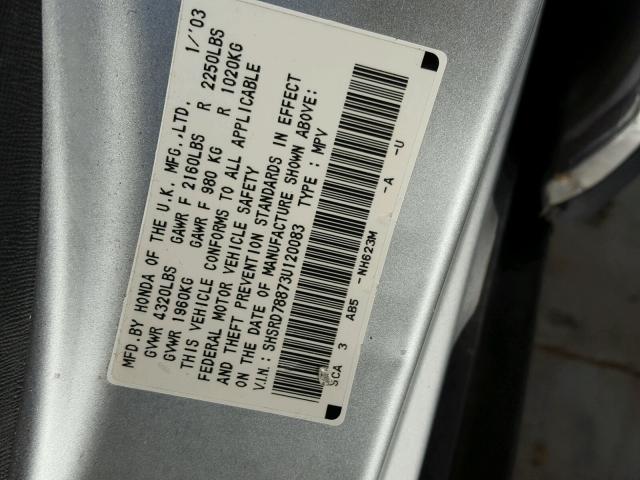 MFD.BY HONDA OF THE U.K. MFG.,LTD. 1/'03
GVWR 4320LBS GAWR F 2160LBS R 2250LBS
GVWR 1960KG GAWR F 980 KG R 1020KG
THIS VEHICLE CONFORMS TO ALL APPLICABLE
FEDERAL MOTOR VEHICLE SAFETY
AND THEFT PREVENTION STANDARDS IN EFFECT
ON THE DATE OF MANUFACTURE SHOWN ABOVE:
V.I.N.: SHSRD78873U120083 TYPE : MPV
SCA 3 AB5 -NH623M -A -U